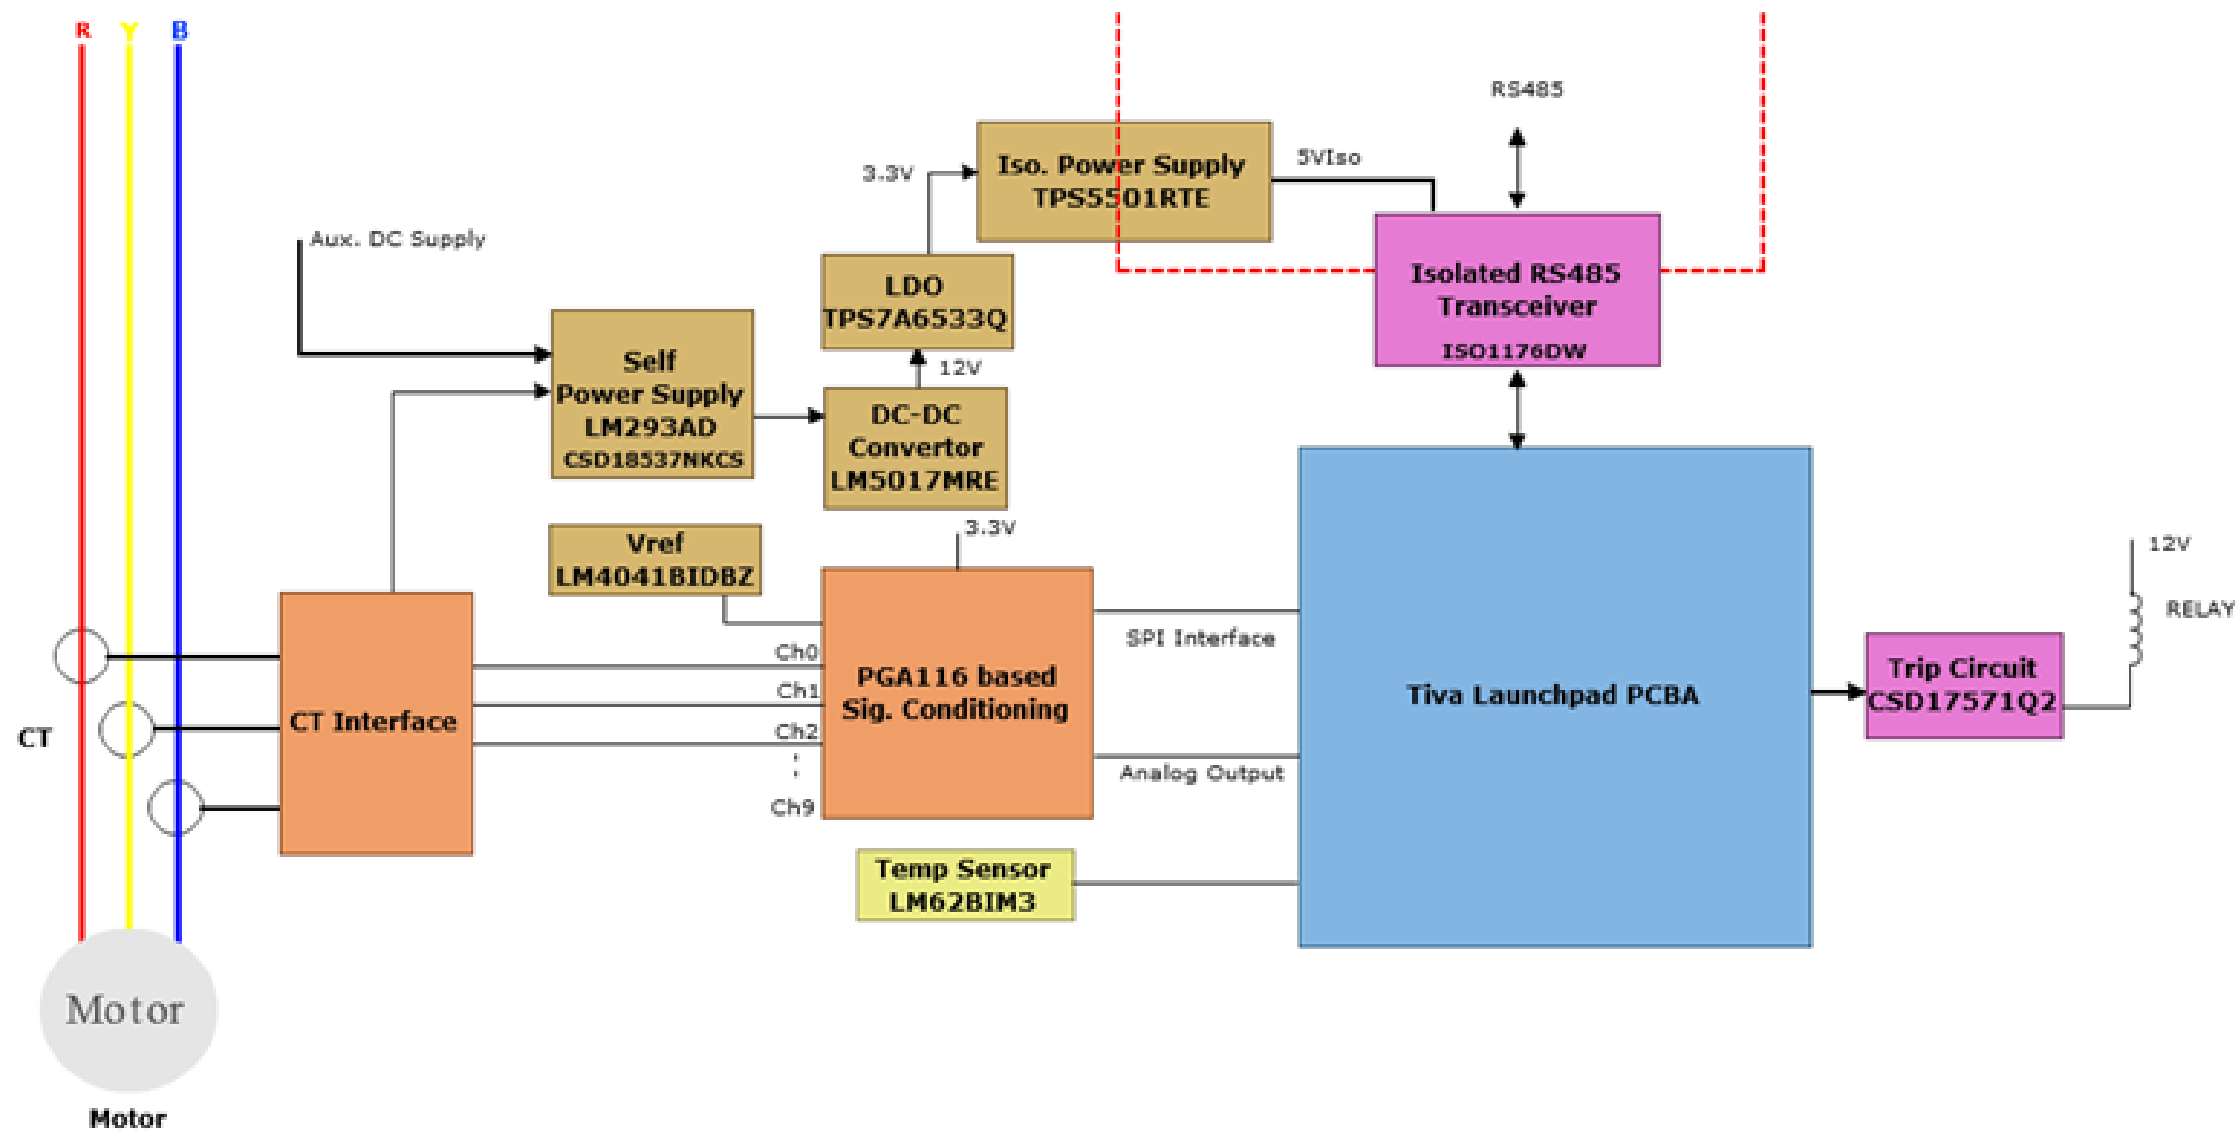 R Y B
RS485
Iso. Power Supply
TPS5501RTE
3.3V
5VIso
Aux. DC Supply
LDO
TPS7A6533Q
Isolated RS485
Transceiver
ISO1176DW
Self
Power Supply
LM293AD
CSD18537NKCS
12V
DC-DC
Convertor
LM5017MRE
Vref
LM4041BIDBZ
3.3V
12V
RELAY
SPI Interface
Ch0
Ch1
Ch2
:
Ch9
PGA116 based
Sig. Conditioning
Tiva Launchpad PCBA
Trip Circuit
CSD17571Q2
CT
CT Interface
Analog Output
Temp Sensor
LM62BIM3
Motor
Motor